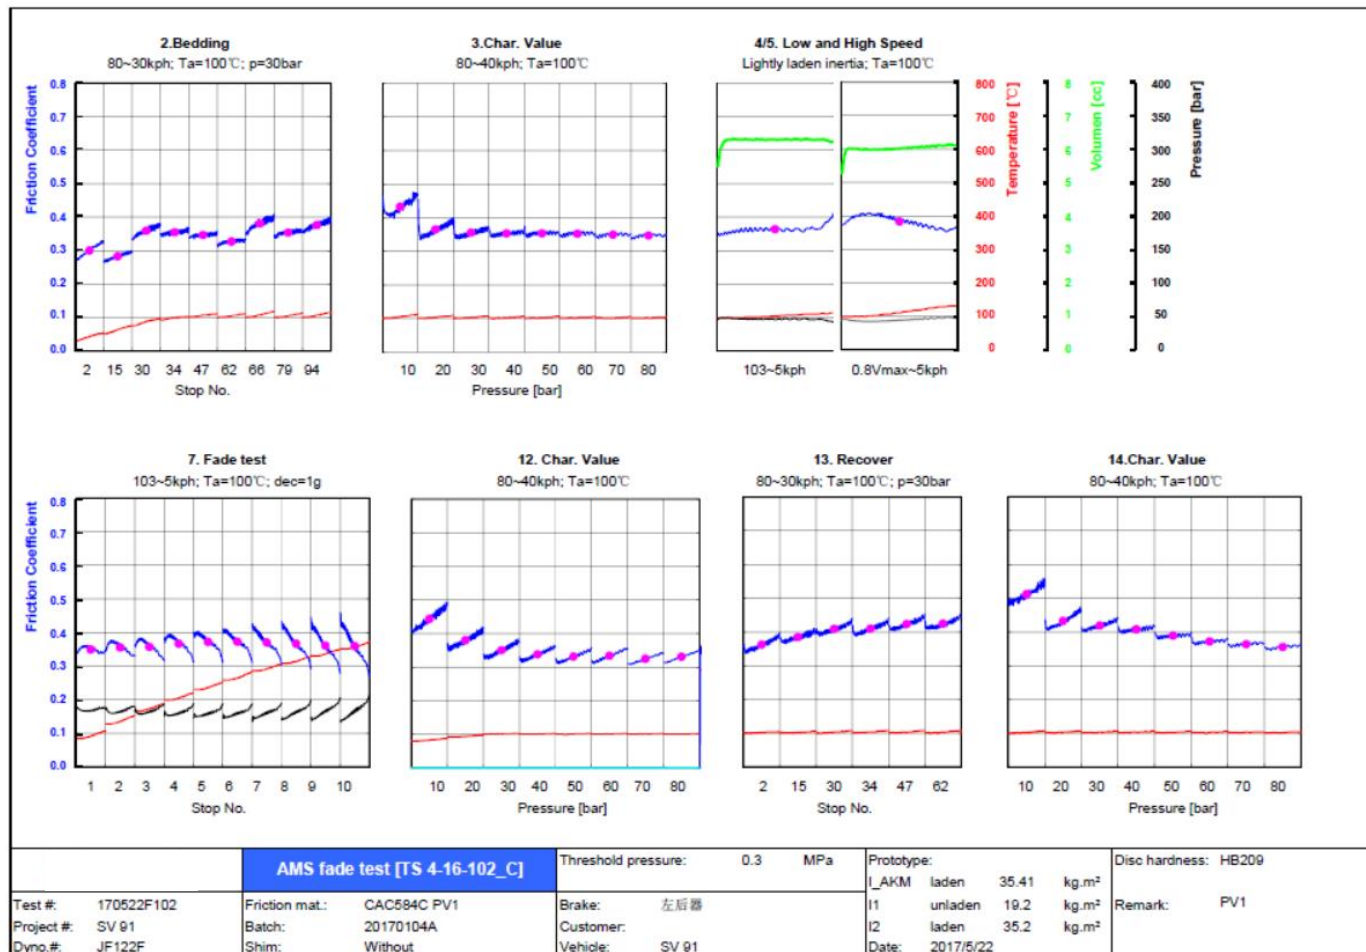 2.Bedding
80~30kph; Ta=100℃; p=30bar
3.Char. Value
80~40kph; Ta=100℃
4/5. Low and High Speed
Lightly laden inertia; Ta=100℃
Friction Coefficient
0.8
0.7
0.6
0.5
0.4
0.3
0.2
0.1
0.0
2 15 30 34 47 62 66 79 94
Stop No.
10 20 30 40 50 60 70 80
Pressure [bar]
103~5kph 0.8Vmax~5kph
800
700
600
500
400
300
200
100
0
Temperature [℃]
8
7
6
5
4
3
2
1
0
Volumen [cc]
400
350
300
250
200
150
100
50
0
Pressure [bar]
7. Fade test
103~5kph; Ta=100℃; dec=1g
12. Char. Value
80~40kph; Ta=100℃
13. Recover
80~30kph; Ta=100℃; p=30bar
14.Char. Value
80~40kph; Ta=100℃
Friction Coefficient
0.8
0.7
0.6
0.5
0.4
0.3
0.2
0.1
0.0
1 2 3 4 5 6 7 8 9 10
Stop No.
10 20 30 40 50 60 70 80
Pressure [bar]
2 15 30 34 47 62
Stop No.
10 20 30 40 50 60 70 80
Pressure [bar]
AMS fade test [TS 4-16-102_C]
Threshold pressure: 0.3 MPa
Prototype:
I_AKM laden 35.41 kg.m²
Disc hardness: HB209
Test #: 170522F102
Friction mat.: CAC584C PV1
Brake: 左后器
I1 unladen 19.2 kg.m²
Remark: PV1
Project #: SV 91
Batch: 20170104A
Customer:
I2 laden 35.2 kg.m²
Dyno.#: JF122F
Shim: Without
Vehicle: SV 91
Date: 2017/5/22